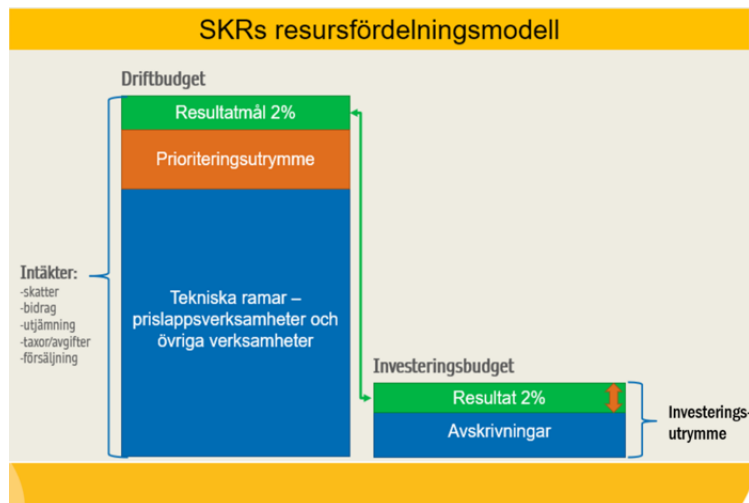 SKRs resursfördelningsmodell
Driftbudget
Resultatmål 2%
Prioriteringsutrymme
Intäkter:
-skatter
-bidrag
-utjämning
-taxor/avgifter
-försäljning
Tekniska ramar –
prislappsverksamheter och
övriga verksamheter
Investeringsbudget
Resultat 2%
Avskrivningar
Investerings-
utrymme